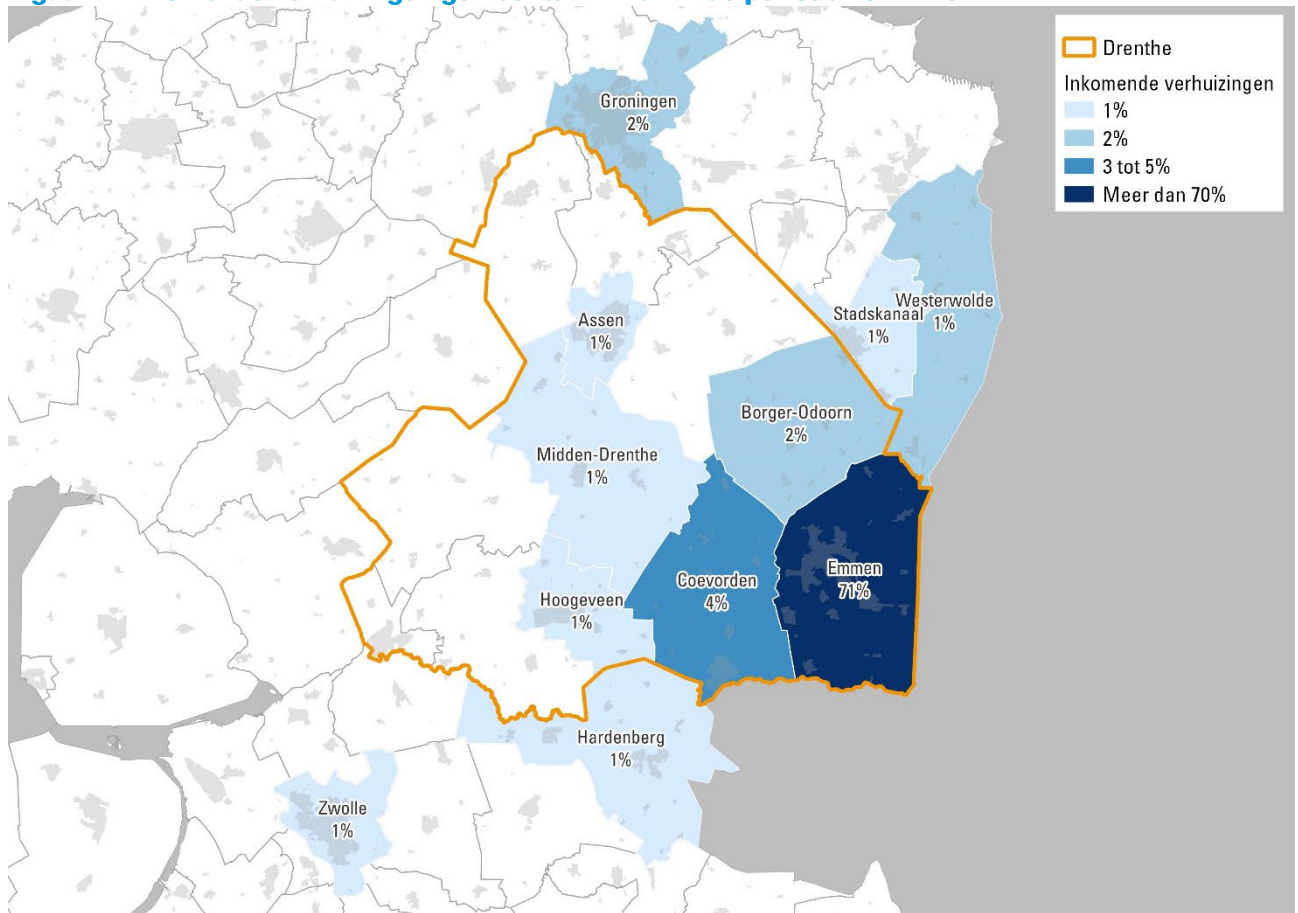 Drenthe
Inkomende verhuizingen
1%
2%
3 tot 5%
Meer dan 70%
Groningen
2%
Assen
1%
Stadskanaal
1%
Westerwolde
1%
Borger-Odoorn
2%
Midden-Drenthe
1%
Emmen
71%
Coevorden
4%
Hoogeveen
1%
Hardenberg
1%
Zwolle
1%